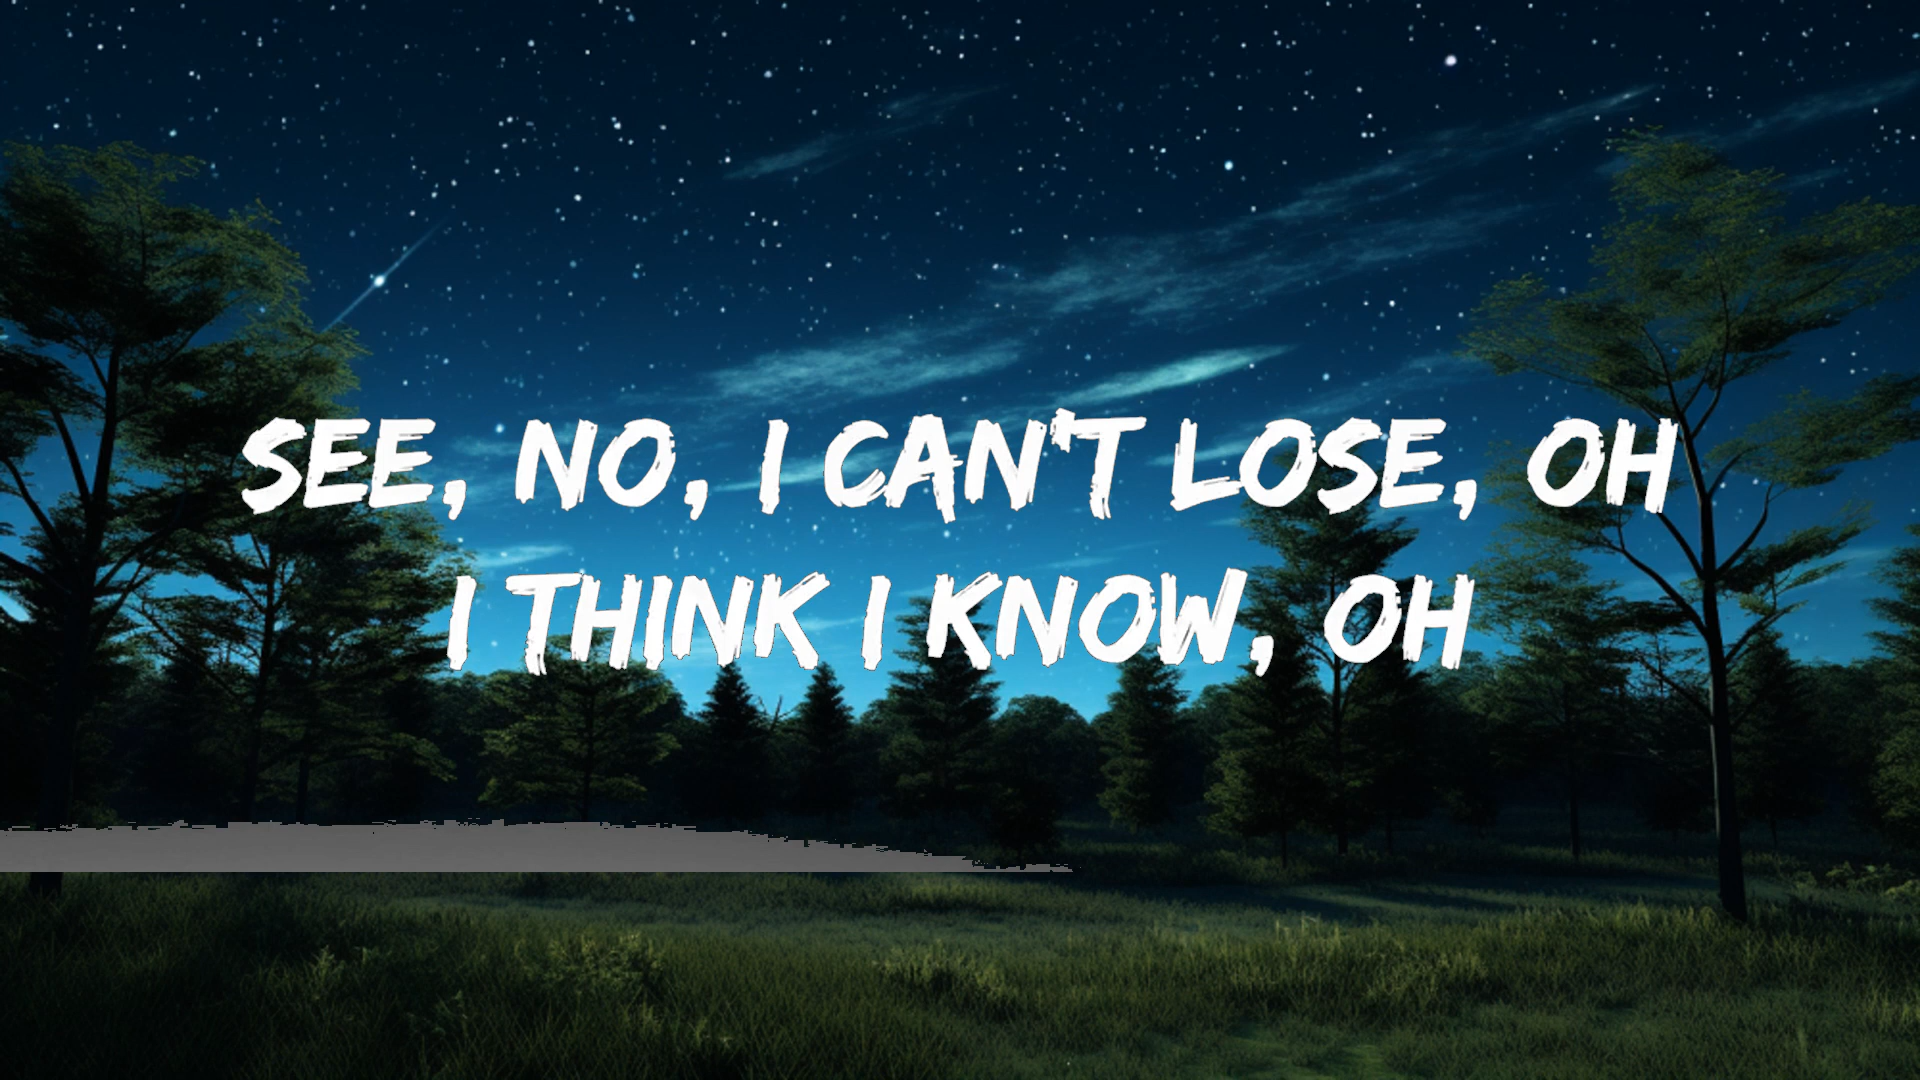 SEE, NO, I CAN'T LOSE, OH
I THINK I KNOW, OH